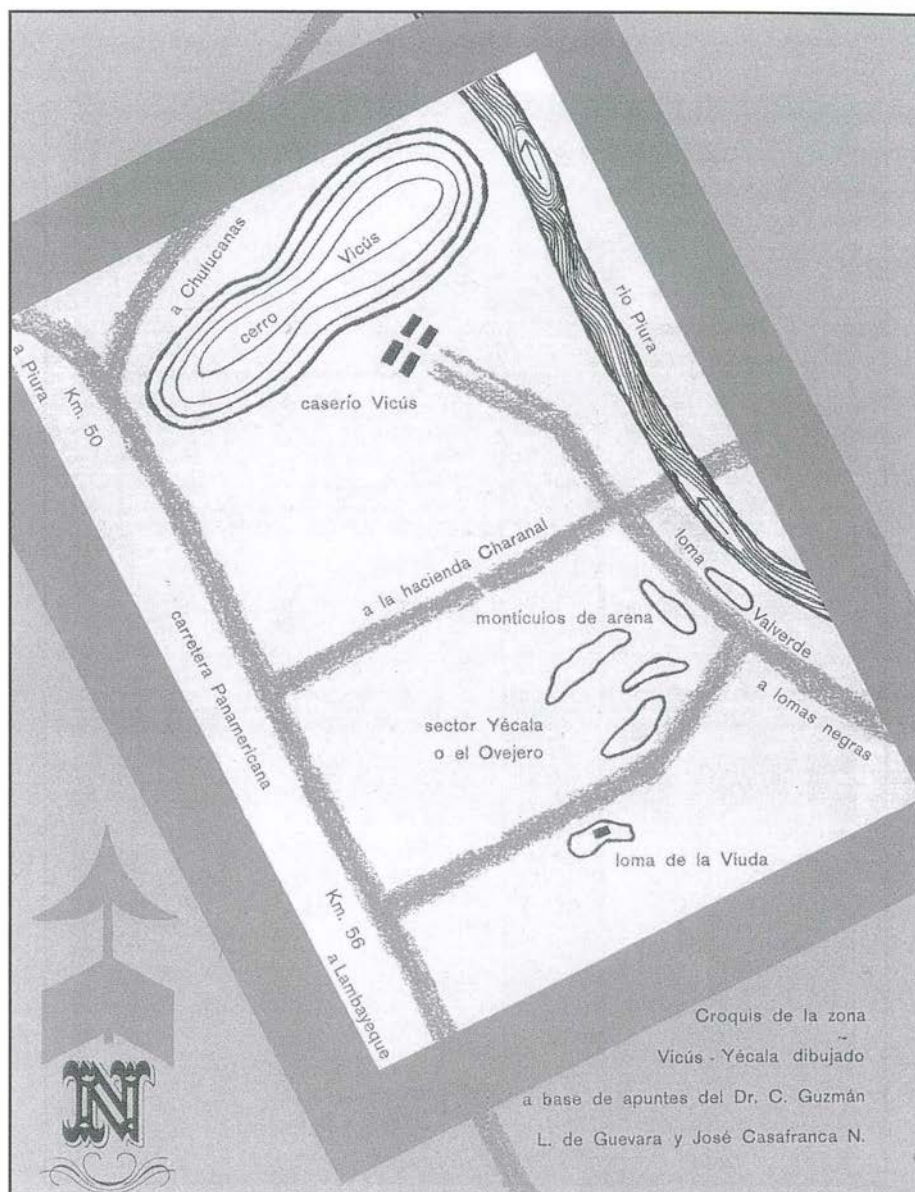 a Chulucanas
cerro Vicús
río Piura
a Piura
Km. 50
caserío Vicús
a la hacienda Charanal
loma Valverde
montículos de arena
carretera Panamericana
a lomas negras
sector Yécala
o el Ovejero
loma de la Viuda
Km. 56
a Lambayeque
N
Croquis de la zona
Vicús - Yécala dibujado
a base de apuntes del Dr. C. Guzmán
L. de Guevara y José Casafranca N.